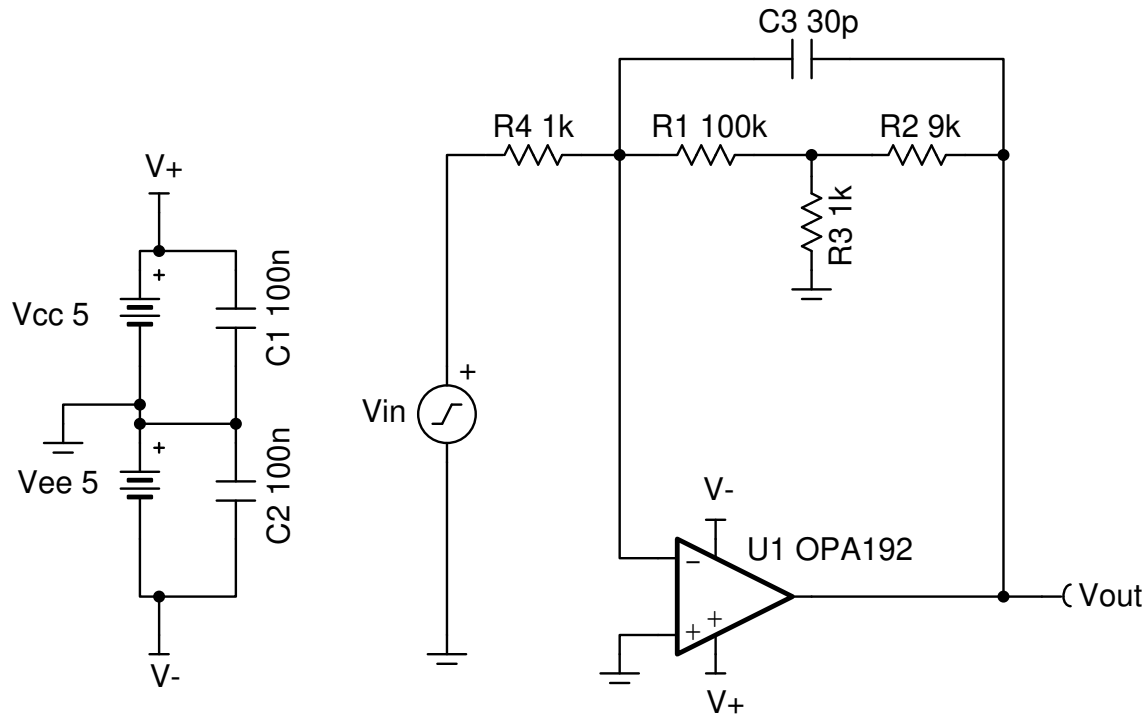 C3 30p
R4 1k
R1 100k
R2 9k
R3 1k
V+
+
Vcc 5
C1 100n
+
Vee 5
C2 100n
V-
Vin
+
V-
U1 OPA192
−
+
+
V+
Vout